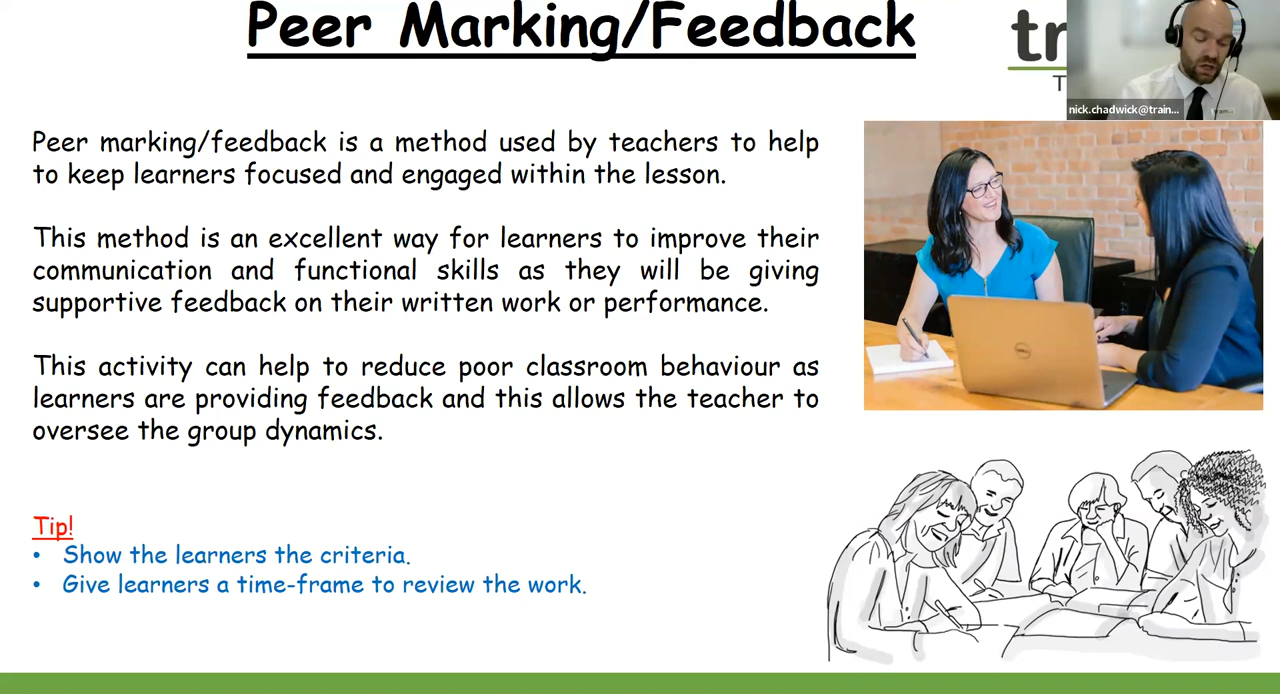 Peer Marking/Feedback
nick.chadwick@train...
Peer marking/feedback is a method used by teachers to help
to keep learners focused and engaged within the lesson.
This method is an excellent way for learners to improve their
communication and functional skills as they will be giving
supportive feedback on their written work or performance.
This activity can help to reduce poor classroom behaviour as
learners are providing feedback and this allows the teacher to
oversee the group dynamics.
Tip!
• Show the learners the criteria.
• Give learners a time-frame to review the work.